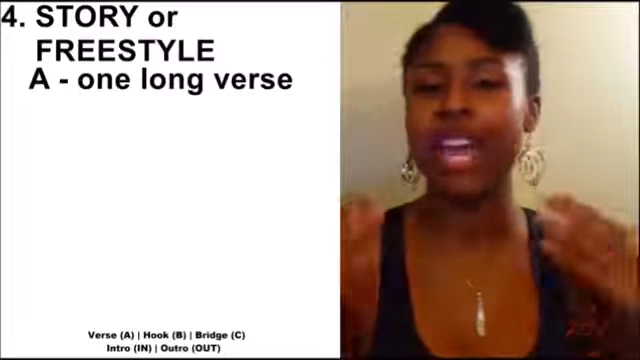 4. STORY or
FREESTYLE
A - one long verse
Verse (A) | Hook (B) | Bridge (C)
Intro (IN) | Outro (OUT)